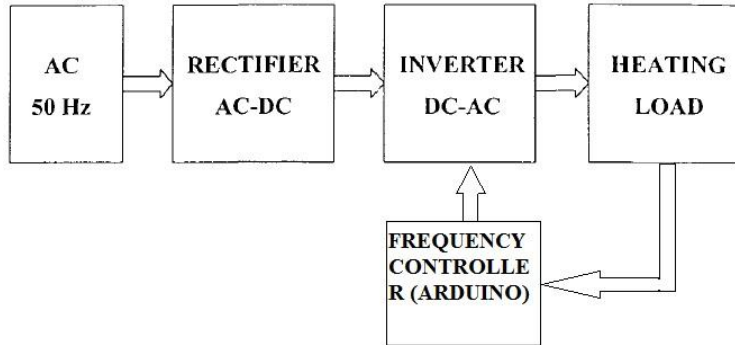 AC
50 Hz
RECTIFIER
AC-DC
INVERTER
DC-AC
HEATING
LOAD
FREQUENCY
CONTROLLE
R (ARDUINO)